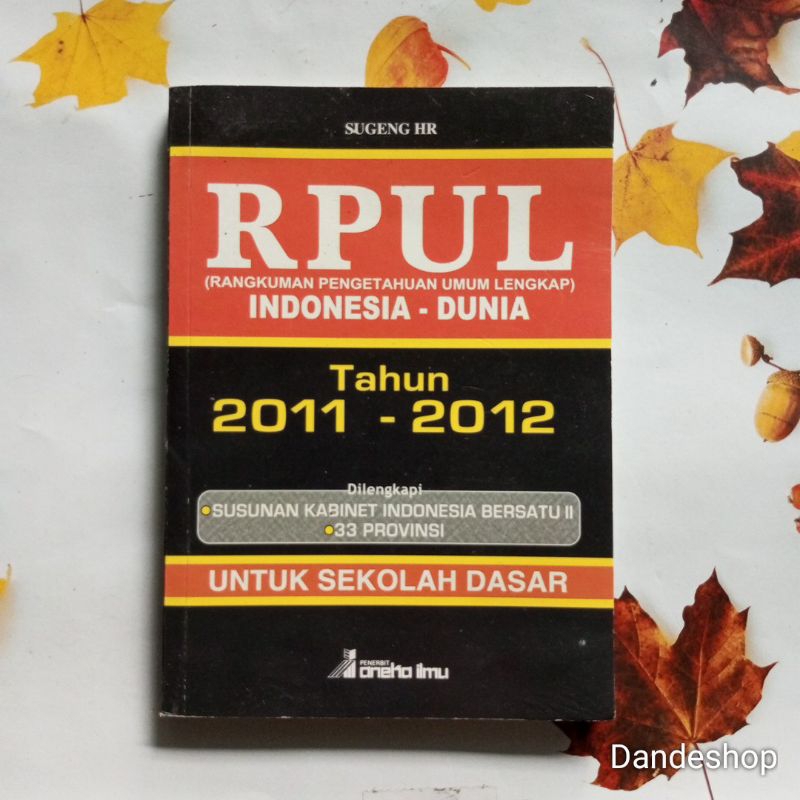 SUGENG HR
RPUL
(RANGKUMAN PENGETAHUAN UMUM LENGKAP)
INDONESIA - DUNIA
Tahun
2011 - 2012
Dilengkapi
•SUSUNAN KABINET INDONESIA BERSATU II
•33 PROVINSI
UNTUK SEKOLAH DASAR
PENERBIT
aneka ilmu
Dandeshop